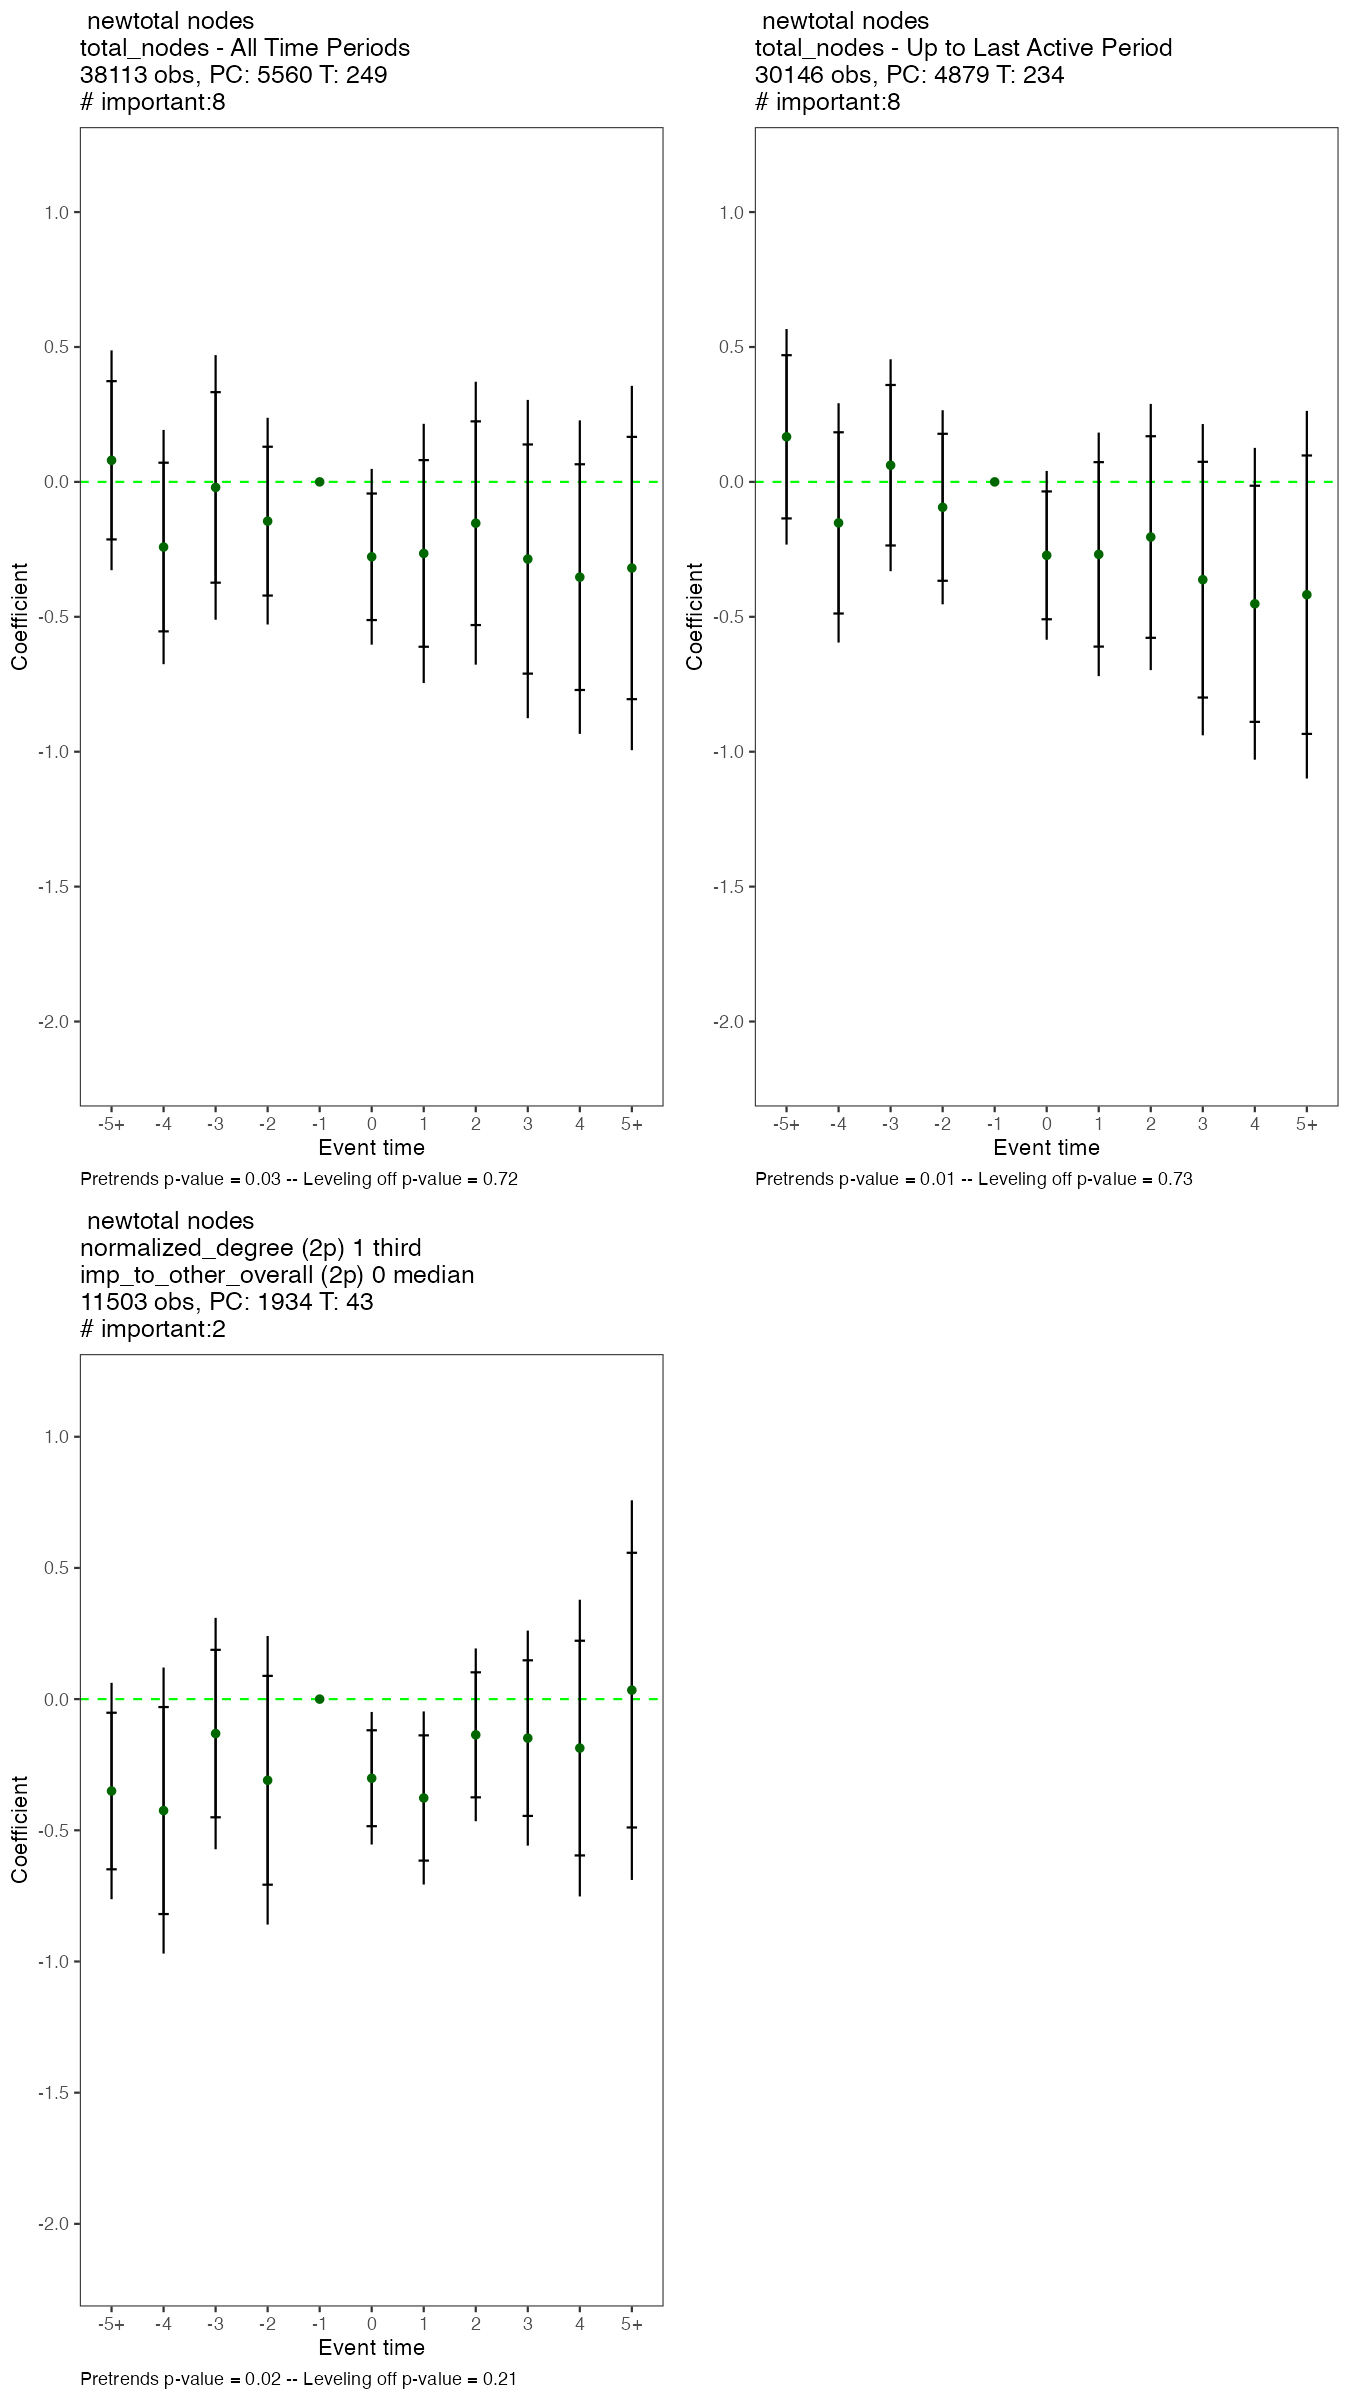 newtotal nodes
total_nodes - All Time Periods
38113 obs, PC: 5560 T: 249
# important:8
1.0
0.5
0.0
-0.5
-1.0
-1.5
-2.0
Coefficient
-5+ -4 -3 -2 -1 0 1 2 3 4 5+
Event time
Pretrends p-value = 0.03 -- Leveling off p-value = 0.72
newtotal nodes
total_nodes - Up to Last Active Period
30146 obs, PC: 4879 T: 234
# important:8
1.0
0.5
0.0
-0.5
-1.0
-1.5
-2.0
Coefficient
-5+ -4 -3 -2 -1 0 1 2 3 4 5+
Event time
Pretrends p-value = 0.01 -- Leveling off p-value = 0.73
newtotal nodes
normalized_degree (2p) 1 third
imp_to_other_overall (2p) 0 median
11503 obs, PC: 1934 T: 43
# important:2
1.0
0.5
0.0
-0.5
-1.0
-1.5
-2.0
Coefficient
-5+ -4 -3 -2 -1 0 1 2 3 4 5+
Event time
Pretrends p-value = 0.02 -- Leveling off p-value = 0.21